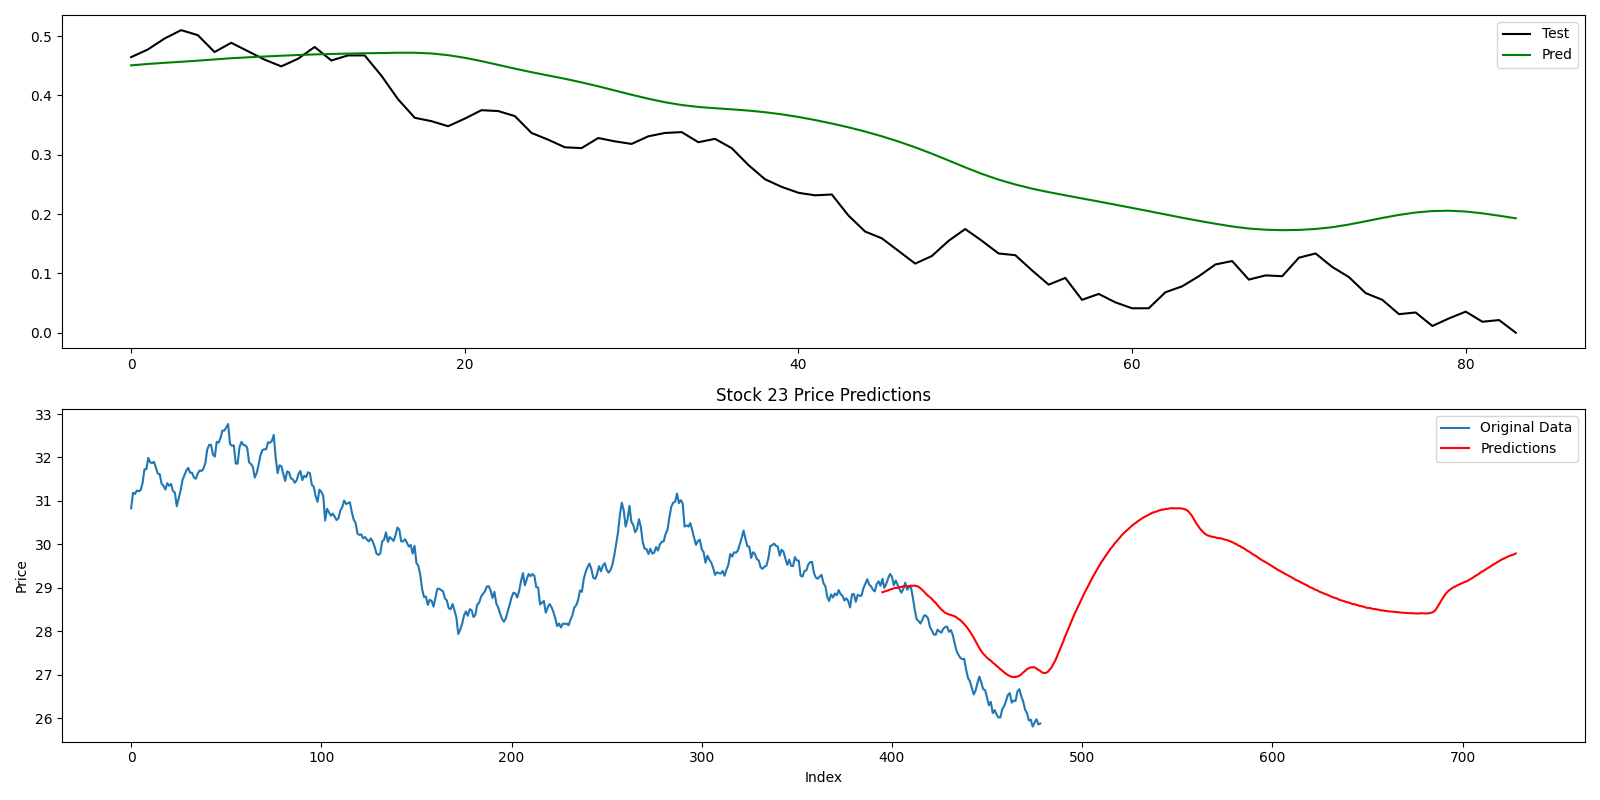 0.5
0.4
0.3
0.2
0.1
0.0
Test
Pred
0 20 40 60 80
Stock 23 Price Predictions
33
32
31
30
29
28
27
26
Price
Original Data
Predictions
0 100 200 300 400 500 600 700
Index